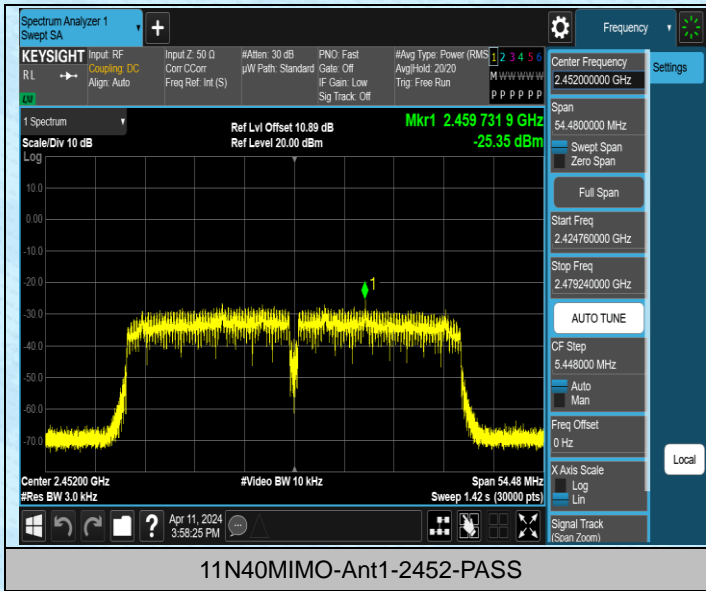 Spectrum Analyzer 1
Swept SA
+
Frequency
KEYSIGHT
RL
LXI
Input: RF
Coupling: DC
Align: Auto
Input Z: 50 Ω
Corr CCorr
Freq Ref: Int (S)
#Atten: 30 dB
µW Path: Standard
PNO: Fast
Gate: Off
IF Gain: Low
Sig Track: Off
#Avg Type: Power (RMS
Avg|Hold: 20/20
Trig: Free Run
1 2 3 4 5 6
M W W W W W
P P P P P P
Settings
Center Frequency
2.452000000 GHz
Span
54.4800000 MHz
Swept Span
Zero Span
Full Span
Start Freq
2.424760000 GHz
Stop Freq
2.479240000 GHz
AUTO TUNE
CF Step
5.448000 MHz
Auto
Man
Freq Offset
0 Hz
X Axis Scale
Log
Lin
Signal Track
(Span Zoom)
Local
1 Spectrum
Scale/Div 10 dB
Log
Ref Lvl Offset 10.89 dB
Ref Level 20.00 dBm
Mkr1 2.459 731 9 GHz
-25.35 dBm
10.0
0.00
-10.0
-20.0
-30.0
-40.0
-50.0
-60.0
-70.0
1
Center 2.45200 GHz
#Res BW 3.0 kHz
#Video BW 10 kHz
Span 54.48 MHz
Sweep 1.42 s (30000 pts)
?
Apr 11, 2024
3:58:25 PM
11N40MIMO-Ant1-2452-PASS